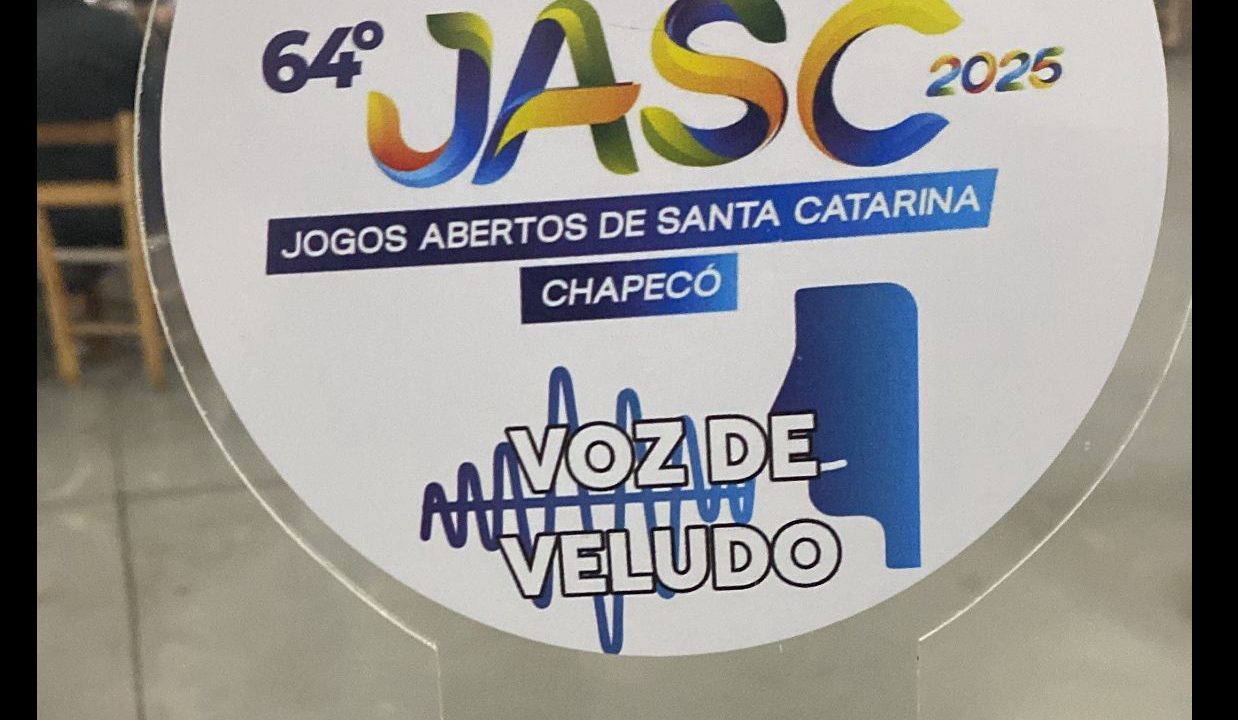 64º JASC 2025
JOGOS ABERTOS DE SANTA CATARINA
CHAPECÓ
VOZ DE
VELUDO